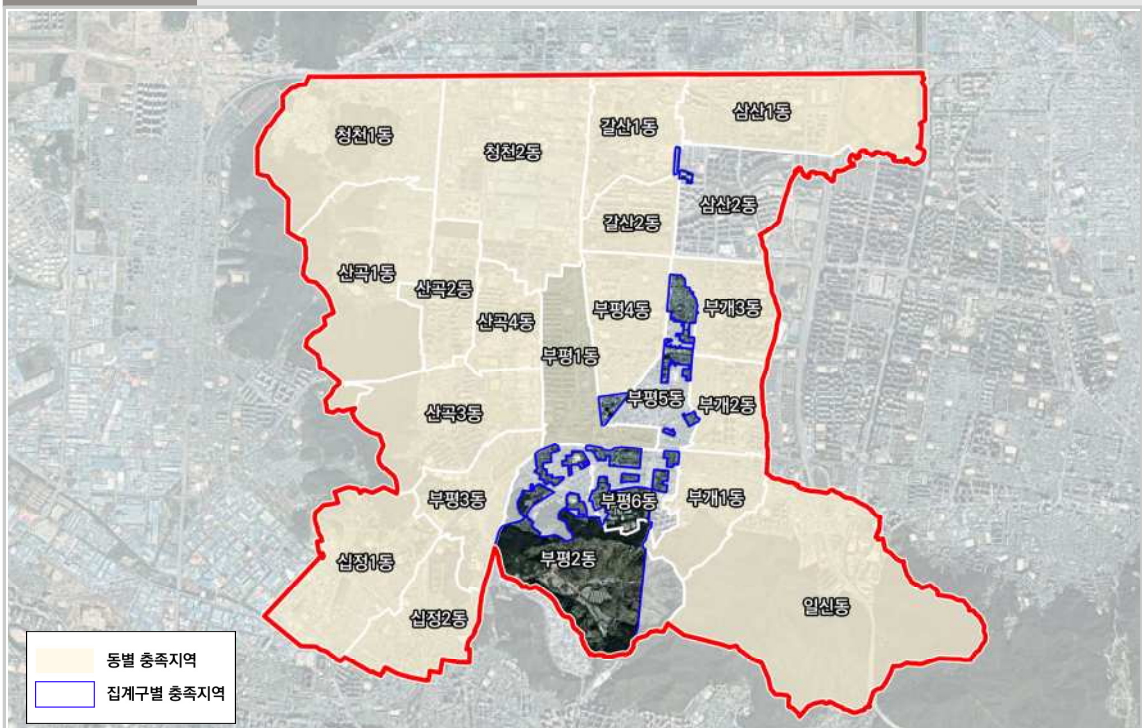 청천1동
청천2동
갈산1동
삼산1동
삼산2동
갈산2동
산곡1동
산곡2동
산곡4동
부평4동
부개3동
부평1동
부평5동
부개2동
산곡3동
부평3동
부평6동
부개1동
십정1동
부평2동
십정2동
일신동
동별 충족지역
집계구별 충족지역